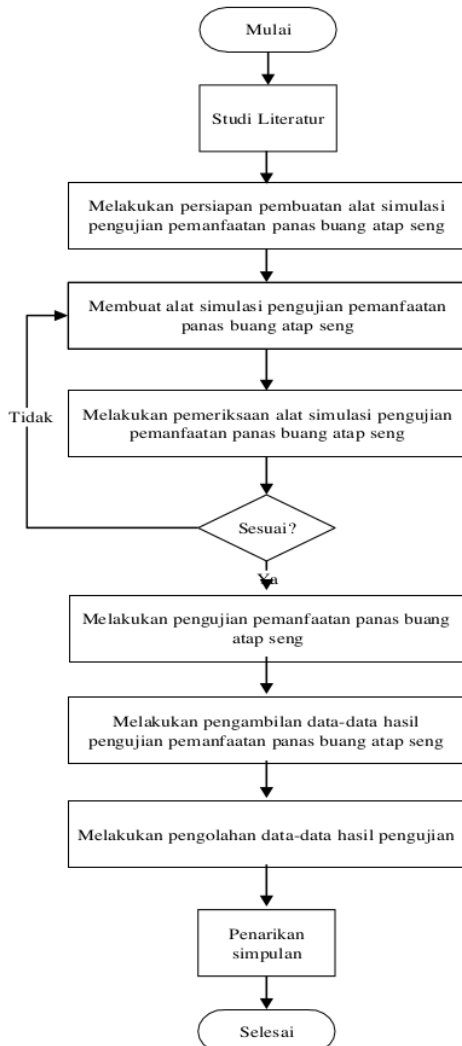 Mulai
Studi Literatur
Melakukan persiapan pembuatan alat simulasi
pengujian pemanfaatan panas buang atap seng
Membuat alat simulasi pengujian pemanfaatan
panas buang atap seng
Tidak
Melakukan pemeriksaan alat simulasi pengujian
pemanfaatan panas buang atap seng
Sesuai?
Ya
Melakukan pengujian pemanfaatan panas buang
atap seng
Melakukan pengambilan data-data hasil
pengujian pemanfaatan panas buang atap seng
Melakukan pengolahan data-data hasil pengujian
Penarikan
simpulan
Selesai